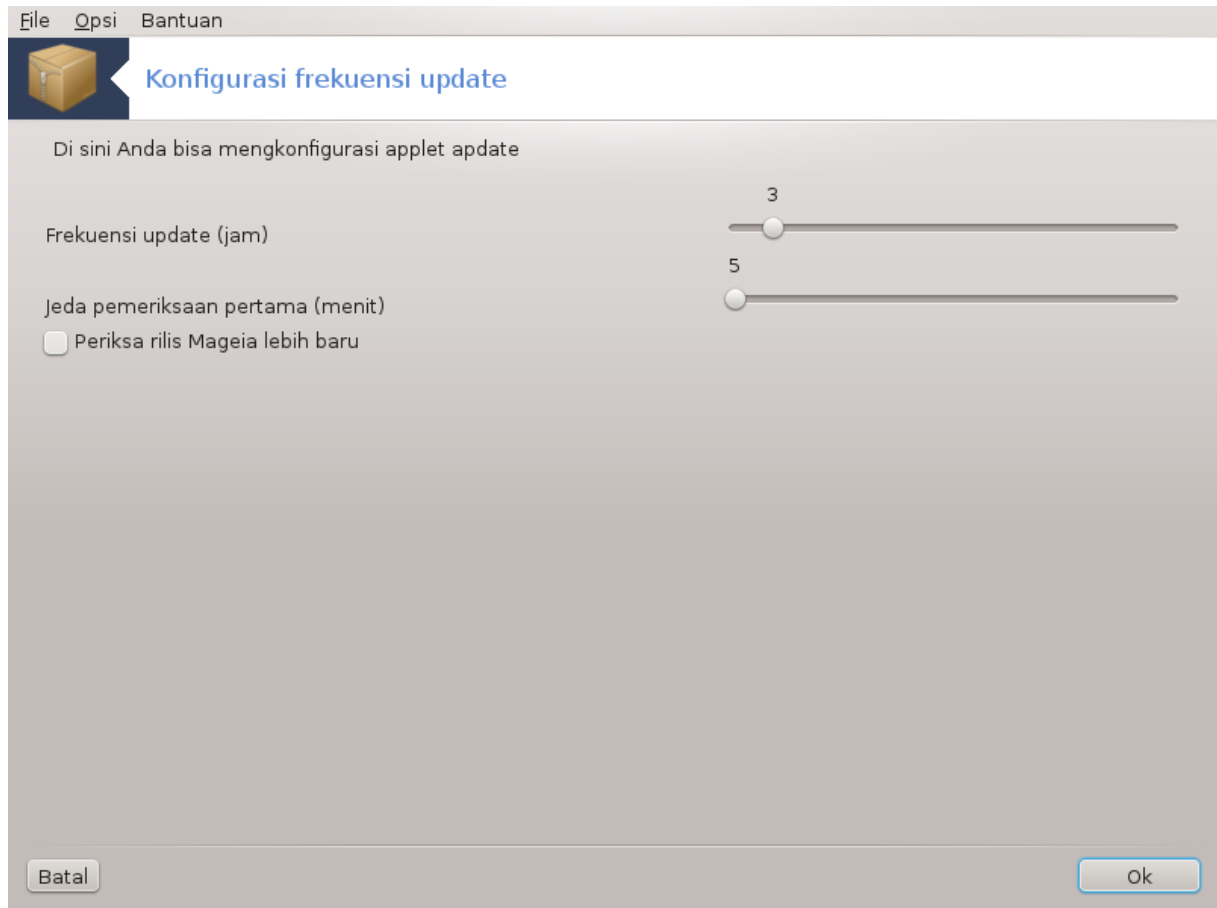 File Opsi Bantuan
Konfigurasi frekuensi update
Di sini Anda bisa mengkonfigurasi applet apdate
3
Frekuensi update (jam)
5
Jeda pemeriksaan pertama (menit)
Periksa rilis Mageia lebih baru
Batal Ok